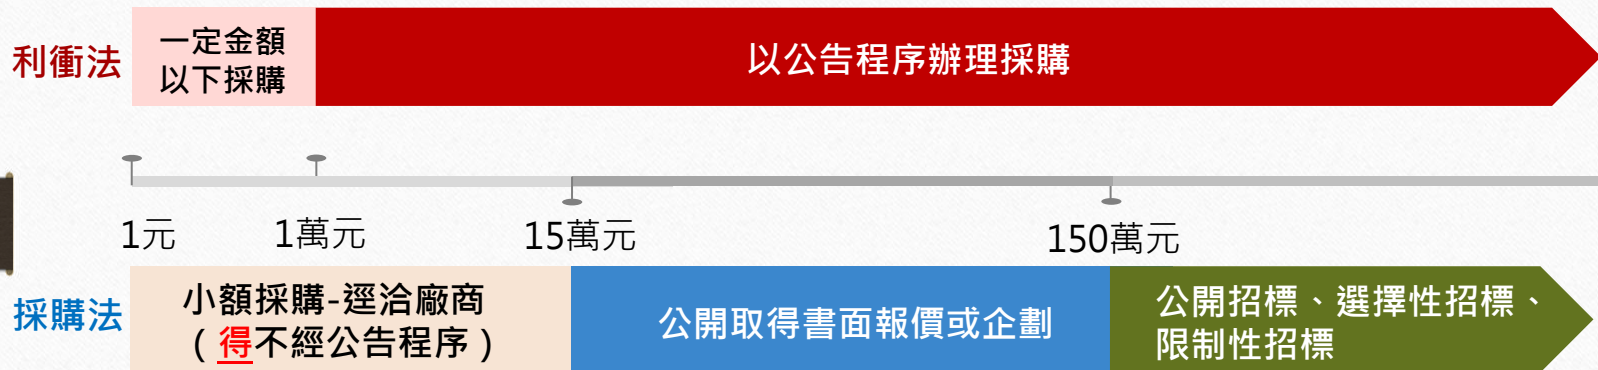 利衝法
一定金額
以下採購
以公告程序辦理採購
1元
1萬元
15萬元
150萬元
採購法
小額採購-逕洽廠商
(得不經公告程序)
公開取得書面報價或企劃
公開招標、選擇性招標、
限制性招標